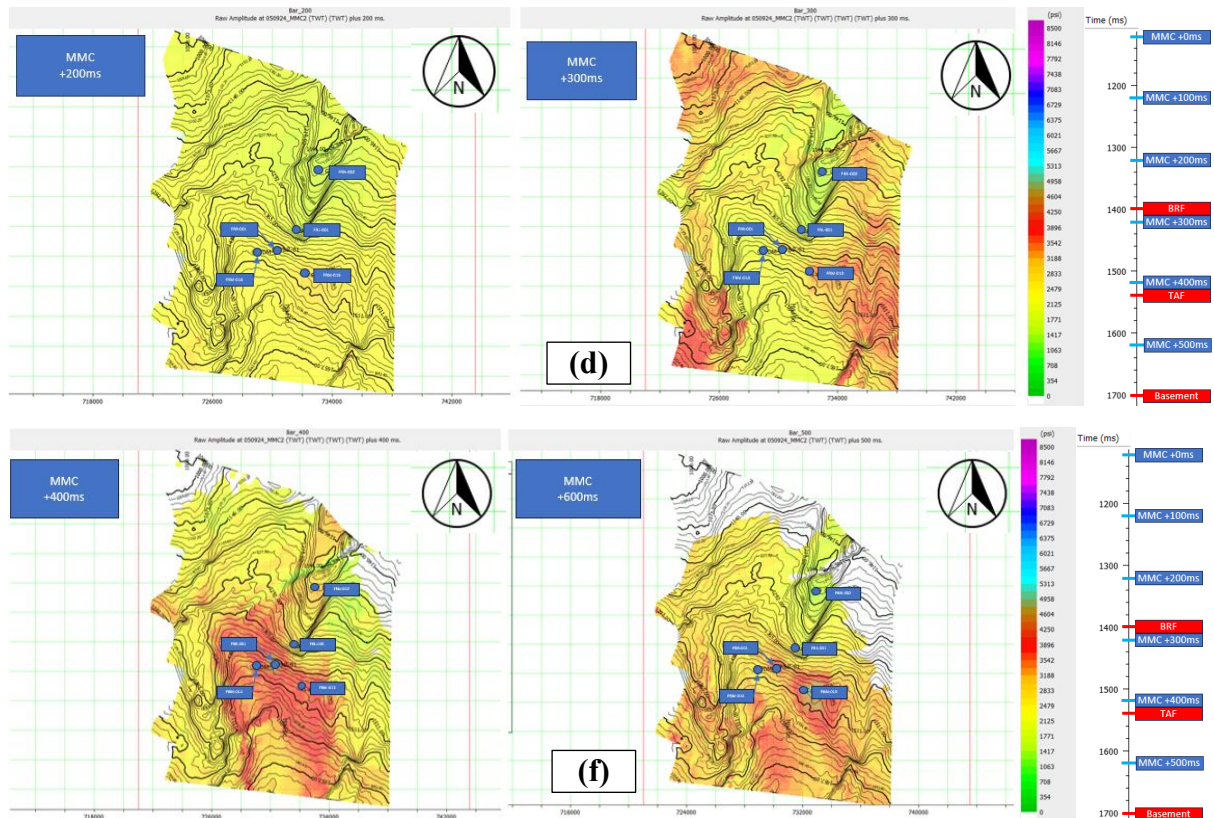 Bar_200
Raw Amplitude at 050924_MMC2 (TWT) (TWT) plus 200 ms.
MMC
+200ms
N
718000
726000
734000
742000
Bar_300
Raw Amplitude at 050924_MMC2 (TWT) (TWT) (TWT) plus 300 ms.
MMC
+300ms
N
(d)
718000
726000
734000
742000
(psi)
8500
8146
7792
7438
7083
6729
6375
6021
5667
5313
4958
4604
4250
3896
3542
3188
2833
2479
2125
1771
1417
1063
708
354
0
Time (ms)
MMC +0ms
1200
MMC +100ms
1300
MMC +200ms
1400
BRF
MMC +300ms
1500
MMC +400ms
TAF
1600
MMC +500ms
1700
Basement
Bar_400
Raw Amplitude at 050924_MMC2 (TWT) (TWT) (TWT) (TWT) plus 400 ms.
MMC
+400ms
N
718000
726000
734000
742000
Bar_500
Raw Amplitude at 050924_MMC2 (TWT) (TWT) plus 500 ms.
MMC
+600ms
N
(f)
716000
724000
732000
740000
(psi)
8500
8146
7792
7438
7083
6729
6375
6021
5667
5313
4958
4604
4250
3896
3542
3188
2833
2479
2125
1771
1417
1063
708
354
0
Time (ms)
MMC +0ms
1200
MMC +100ms
1300
MMC +200ms
1400
BRF
MMC +300ms
1500
MMC +400ms
TAF
1600
MMC +500ms
1700
Basement